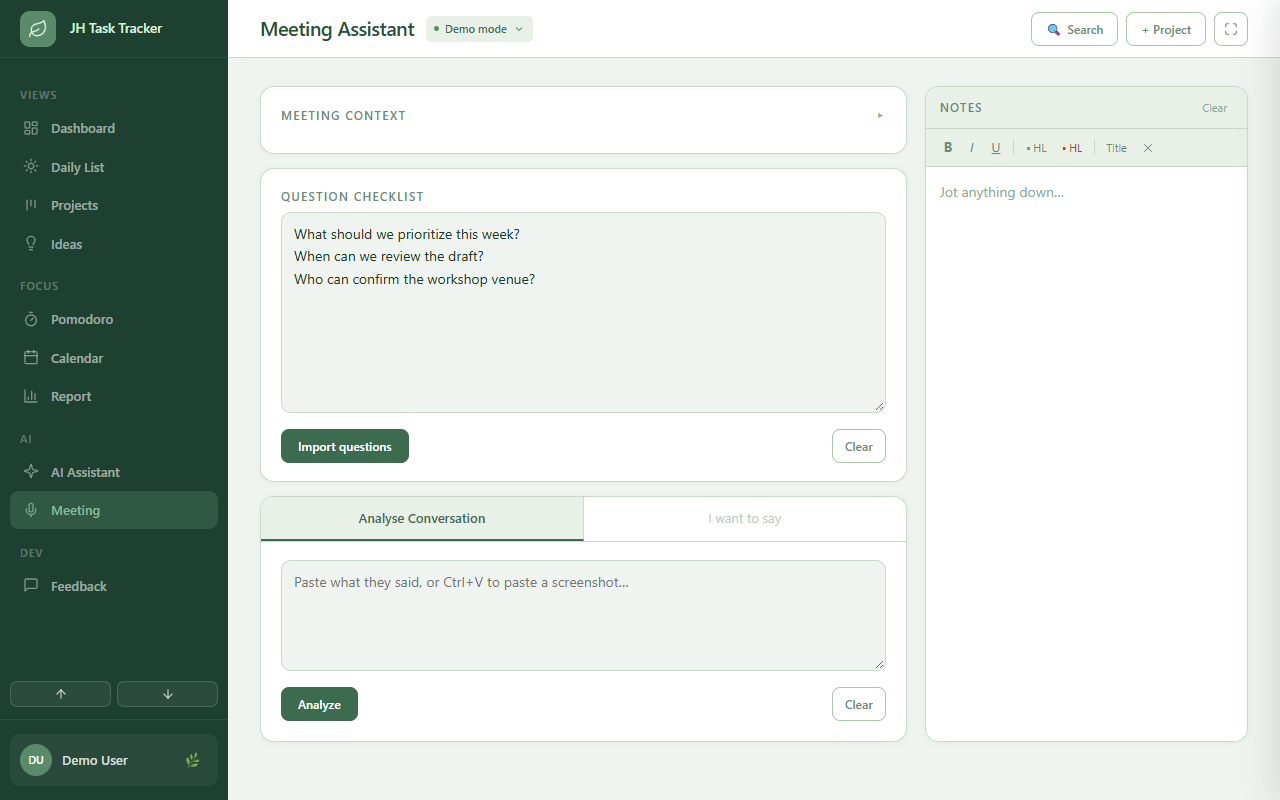 JH Task Tracker
VIEWS
Dashboard
Daily List
Projects
Ideas
FOCUS
Pomodoro
Calendar
Report
AI
AI Assistant
Meeting
DEV
Feedback
DU
Demo User
Meeting Assistant
Demo mode
Search
+ Project
MEETING CONTEXT
QUESTION CHECKLIST
What should we prioritize this week?
When can we review the draft?
Who can confirm the workshop venue?
Import questions
Clear
Analyse Conversation
I want to say
Paste what they said, or Ctrl+V to paste a screenshot...
Analyze
Clear
NOTES
Clear
B I U HL HL Title
Jot anything down...